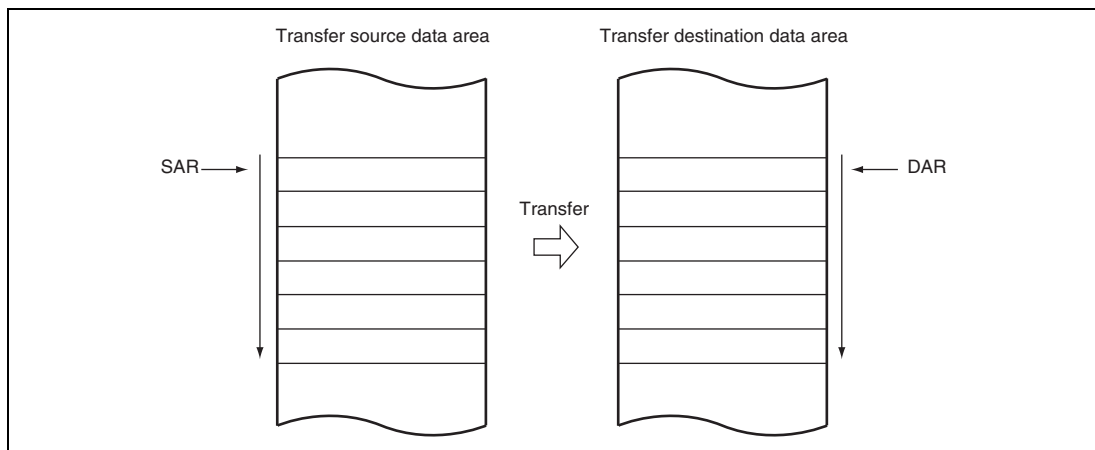 Transfer source data area
Transfer destination data area
SAR
DAR
Transfer